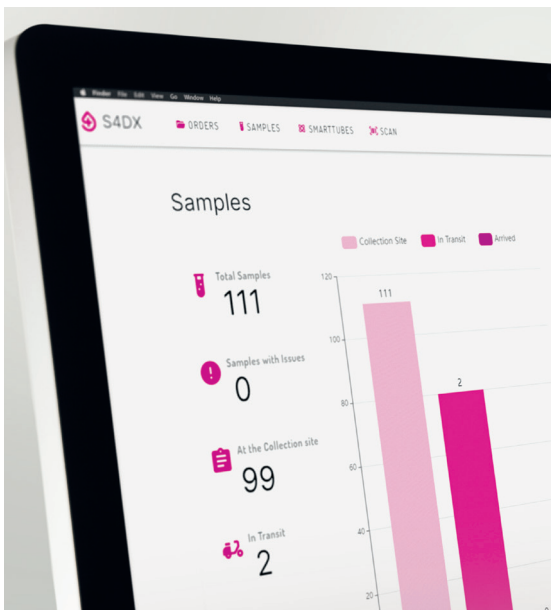 Finder File Edit View Go Window Help
S4DX ORDERS SAMPLES SMARTTUBES SCAN
Samples
Collection Site In Transit Arrived
Total Samples
111
Samples with Issues
0
At the Collection site
99
In Transit
2
120
100
80
60
40
20
111
2